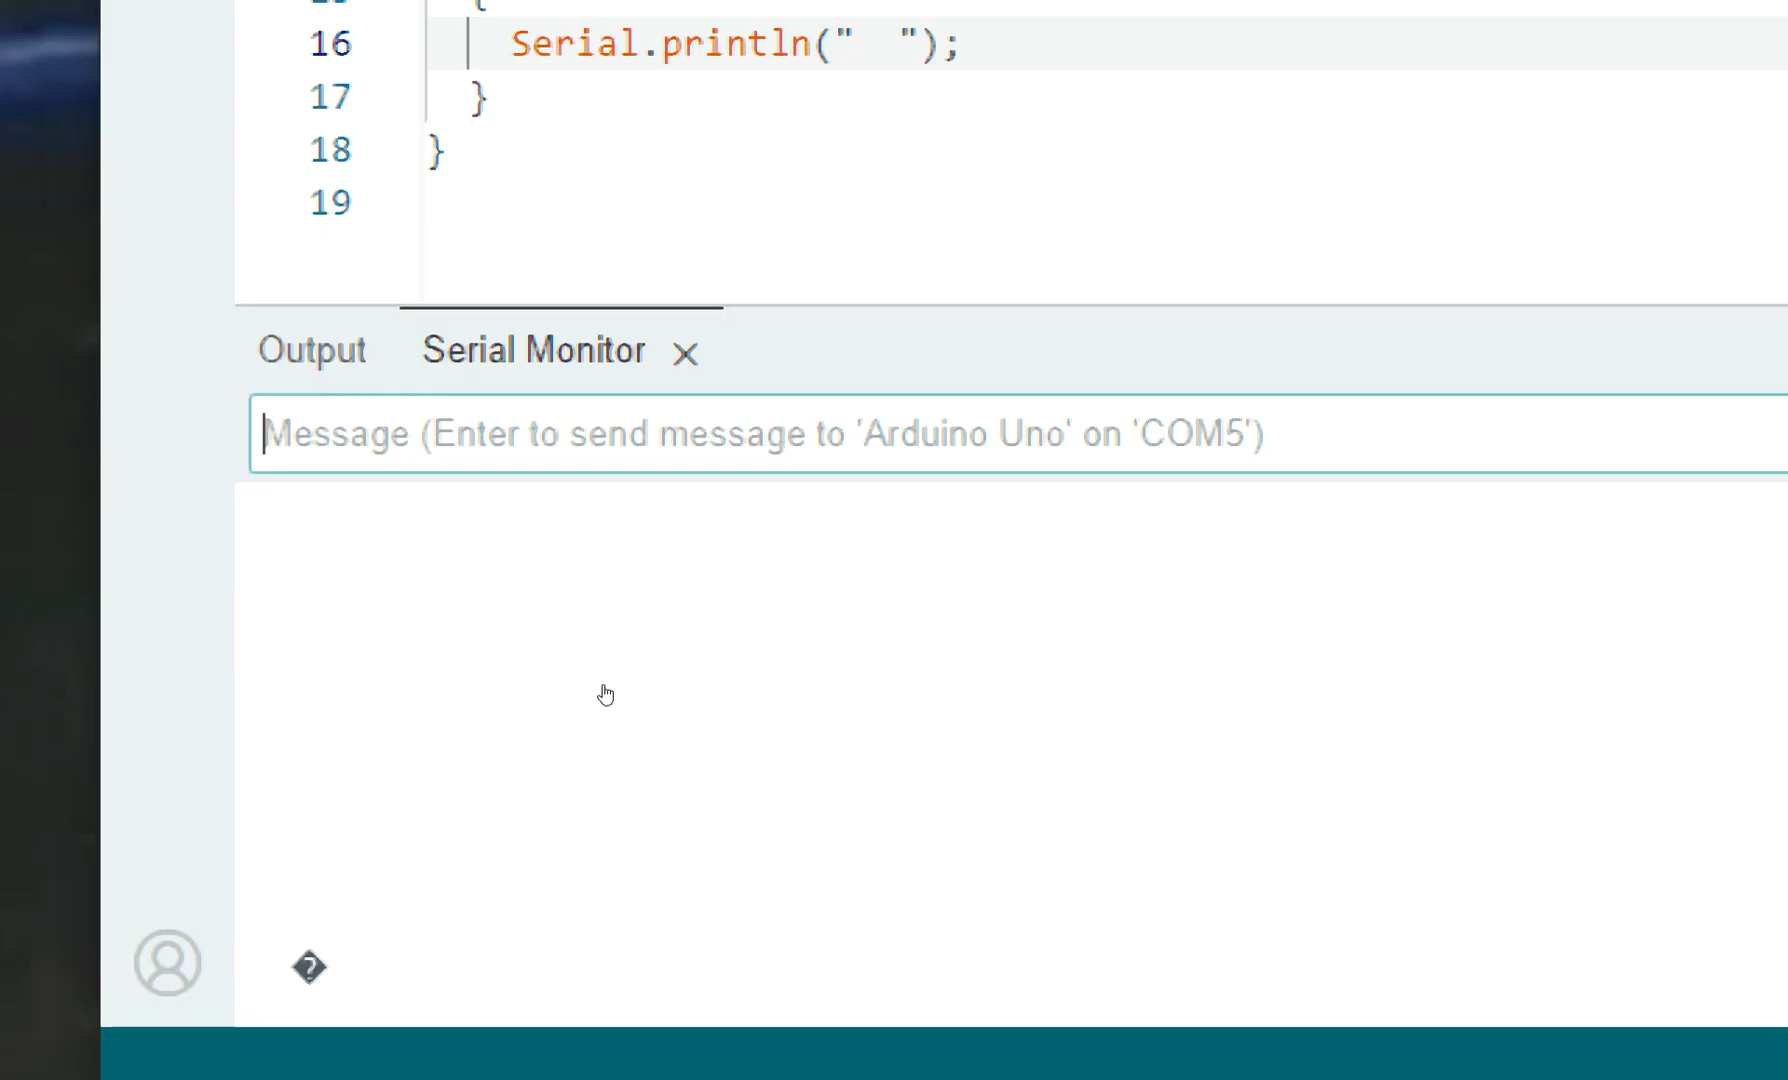 {
16 Serial.println("  ");
17 }
18 }
19
Output Serial Monitor
Message (Enter to send message to 'Arduino Uno' on 'COM5')
�